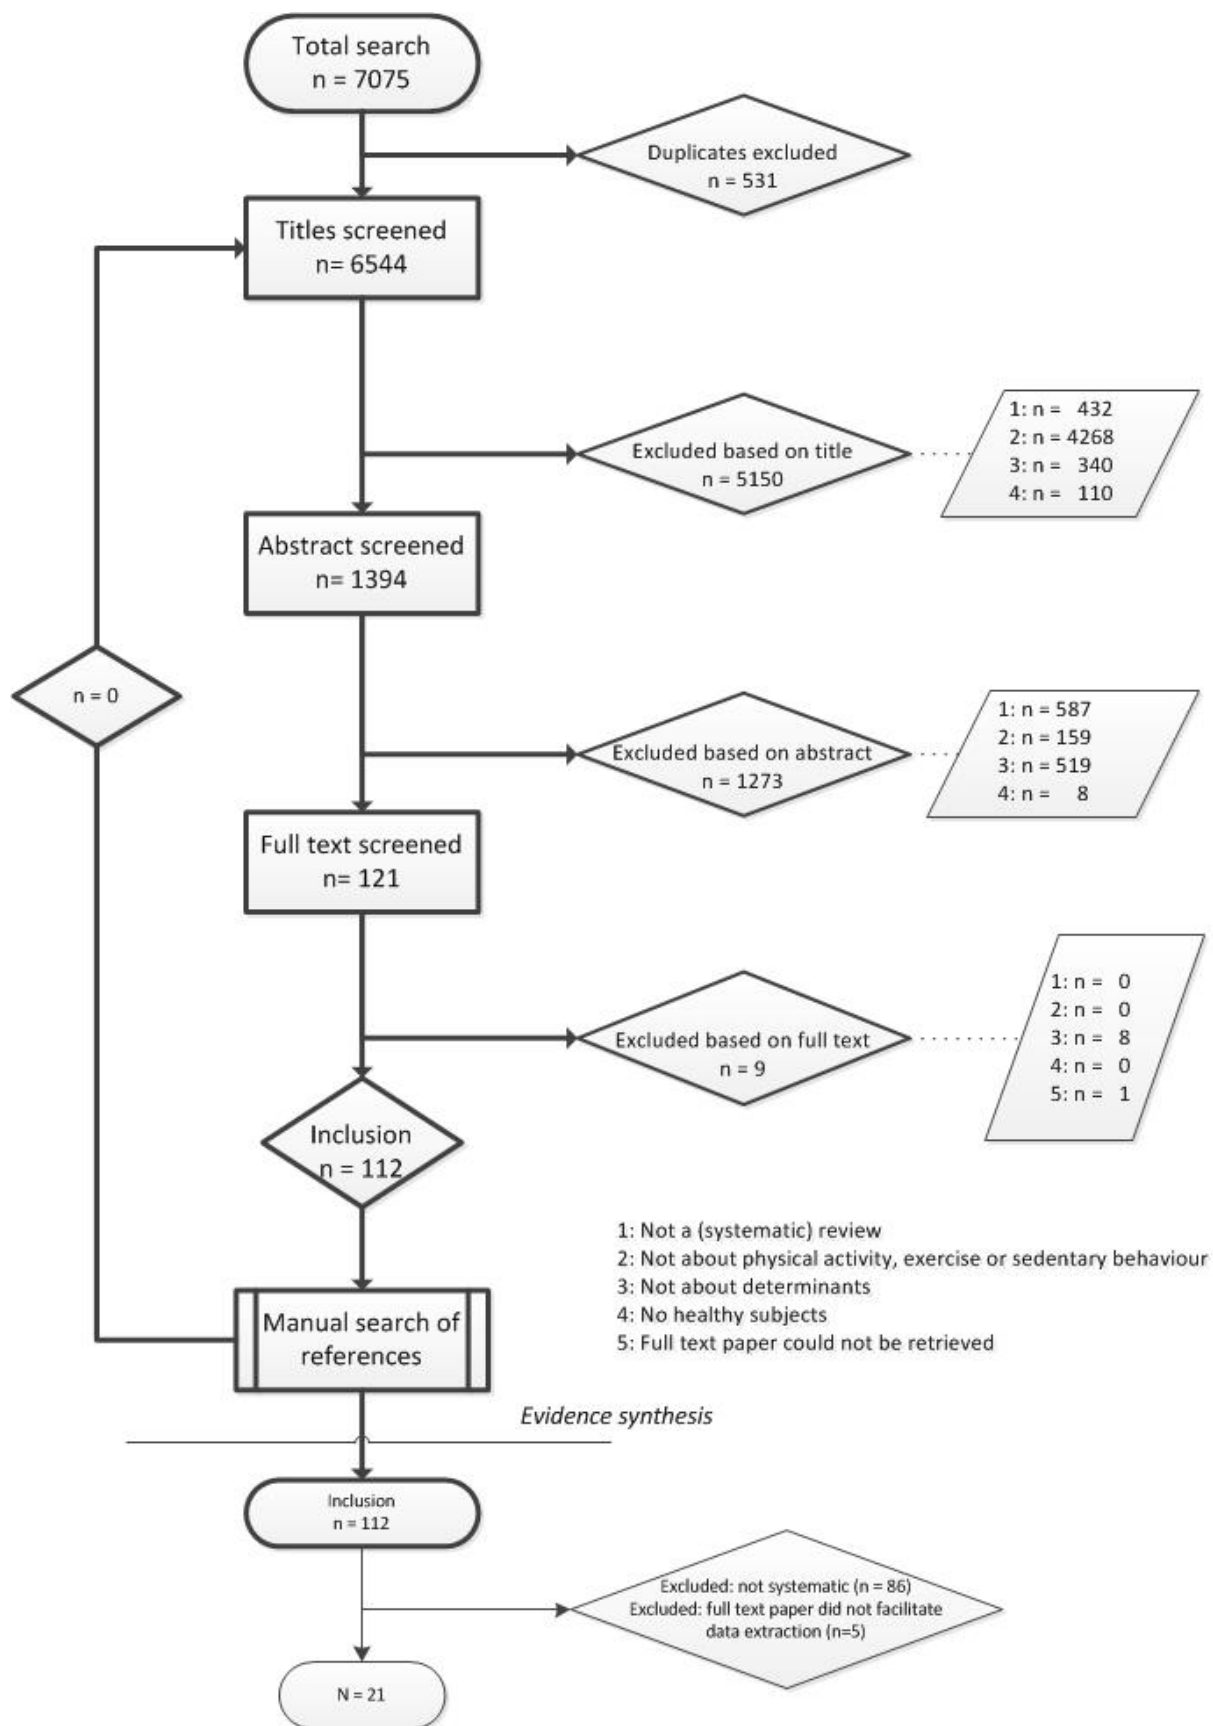 Total search
n = 7075
Duplicates excluded
n = 531
Titles screened
n= 6544
Excluded based on title
n = 5150
1: n = 432
2: n = 4268
3: n = 340
4: n = 110
Abstract screened
n= 1394
n = 0
Excluded based on abstract
n = 1273
1: n = 587
2: n = 159
3: n = 519
4: n = 8
Full text screened
n= 121
Excluded based on full text
n = 9
1: n = 0
2: n = 0
3: n = 8
4: n = 0
5: n = 1
Inclusion
n = 112
1: Not a (systematic) review
2: Not about physical activity, exercise or sedentary behaviour
3: Not about determinants
4: No healthy subjects
5: Full text paper could not be retrieved
Manual search of
references
Evidence synthesis
Inclusion
n = 112
Excluded: not systematic (n = 86)
Excluded: full text paper did not facilitate
data extraction (n=5)
N = 21